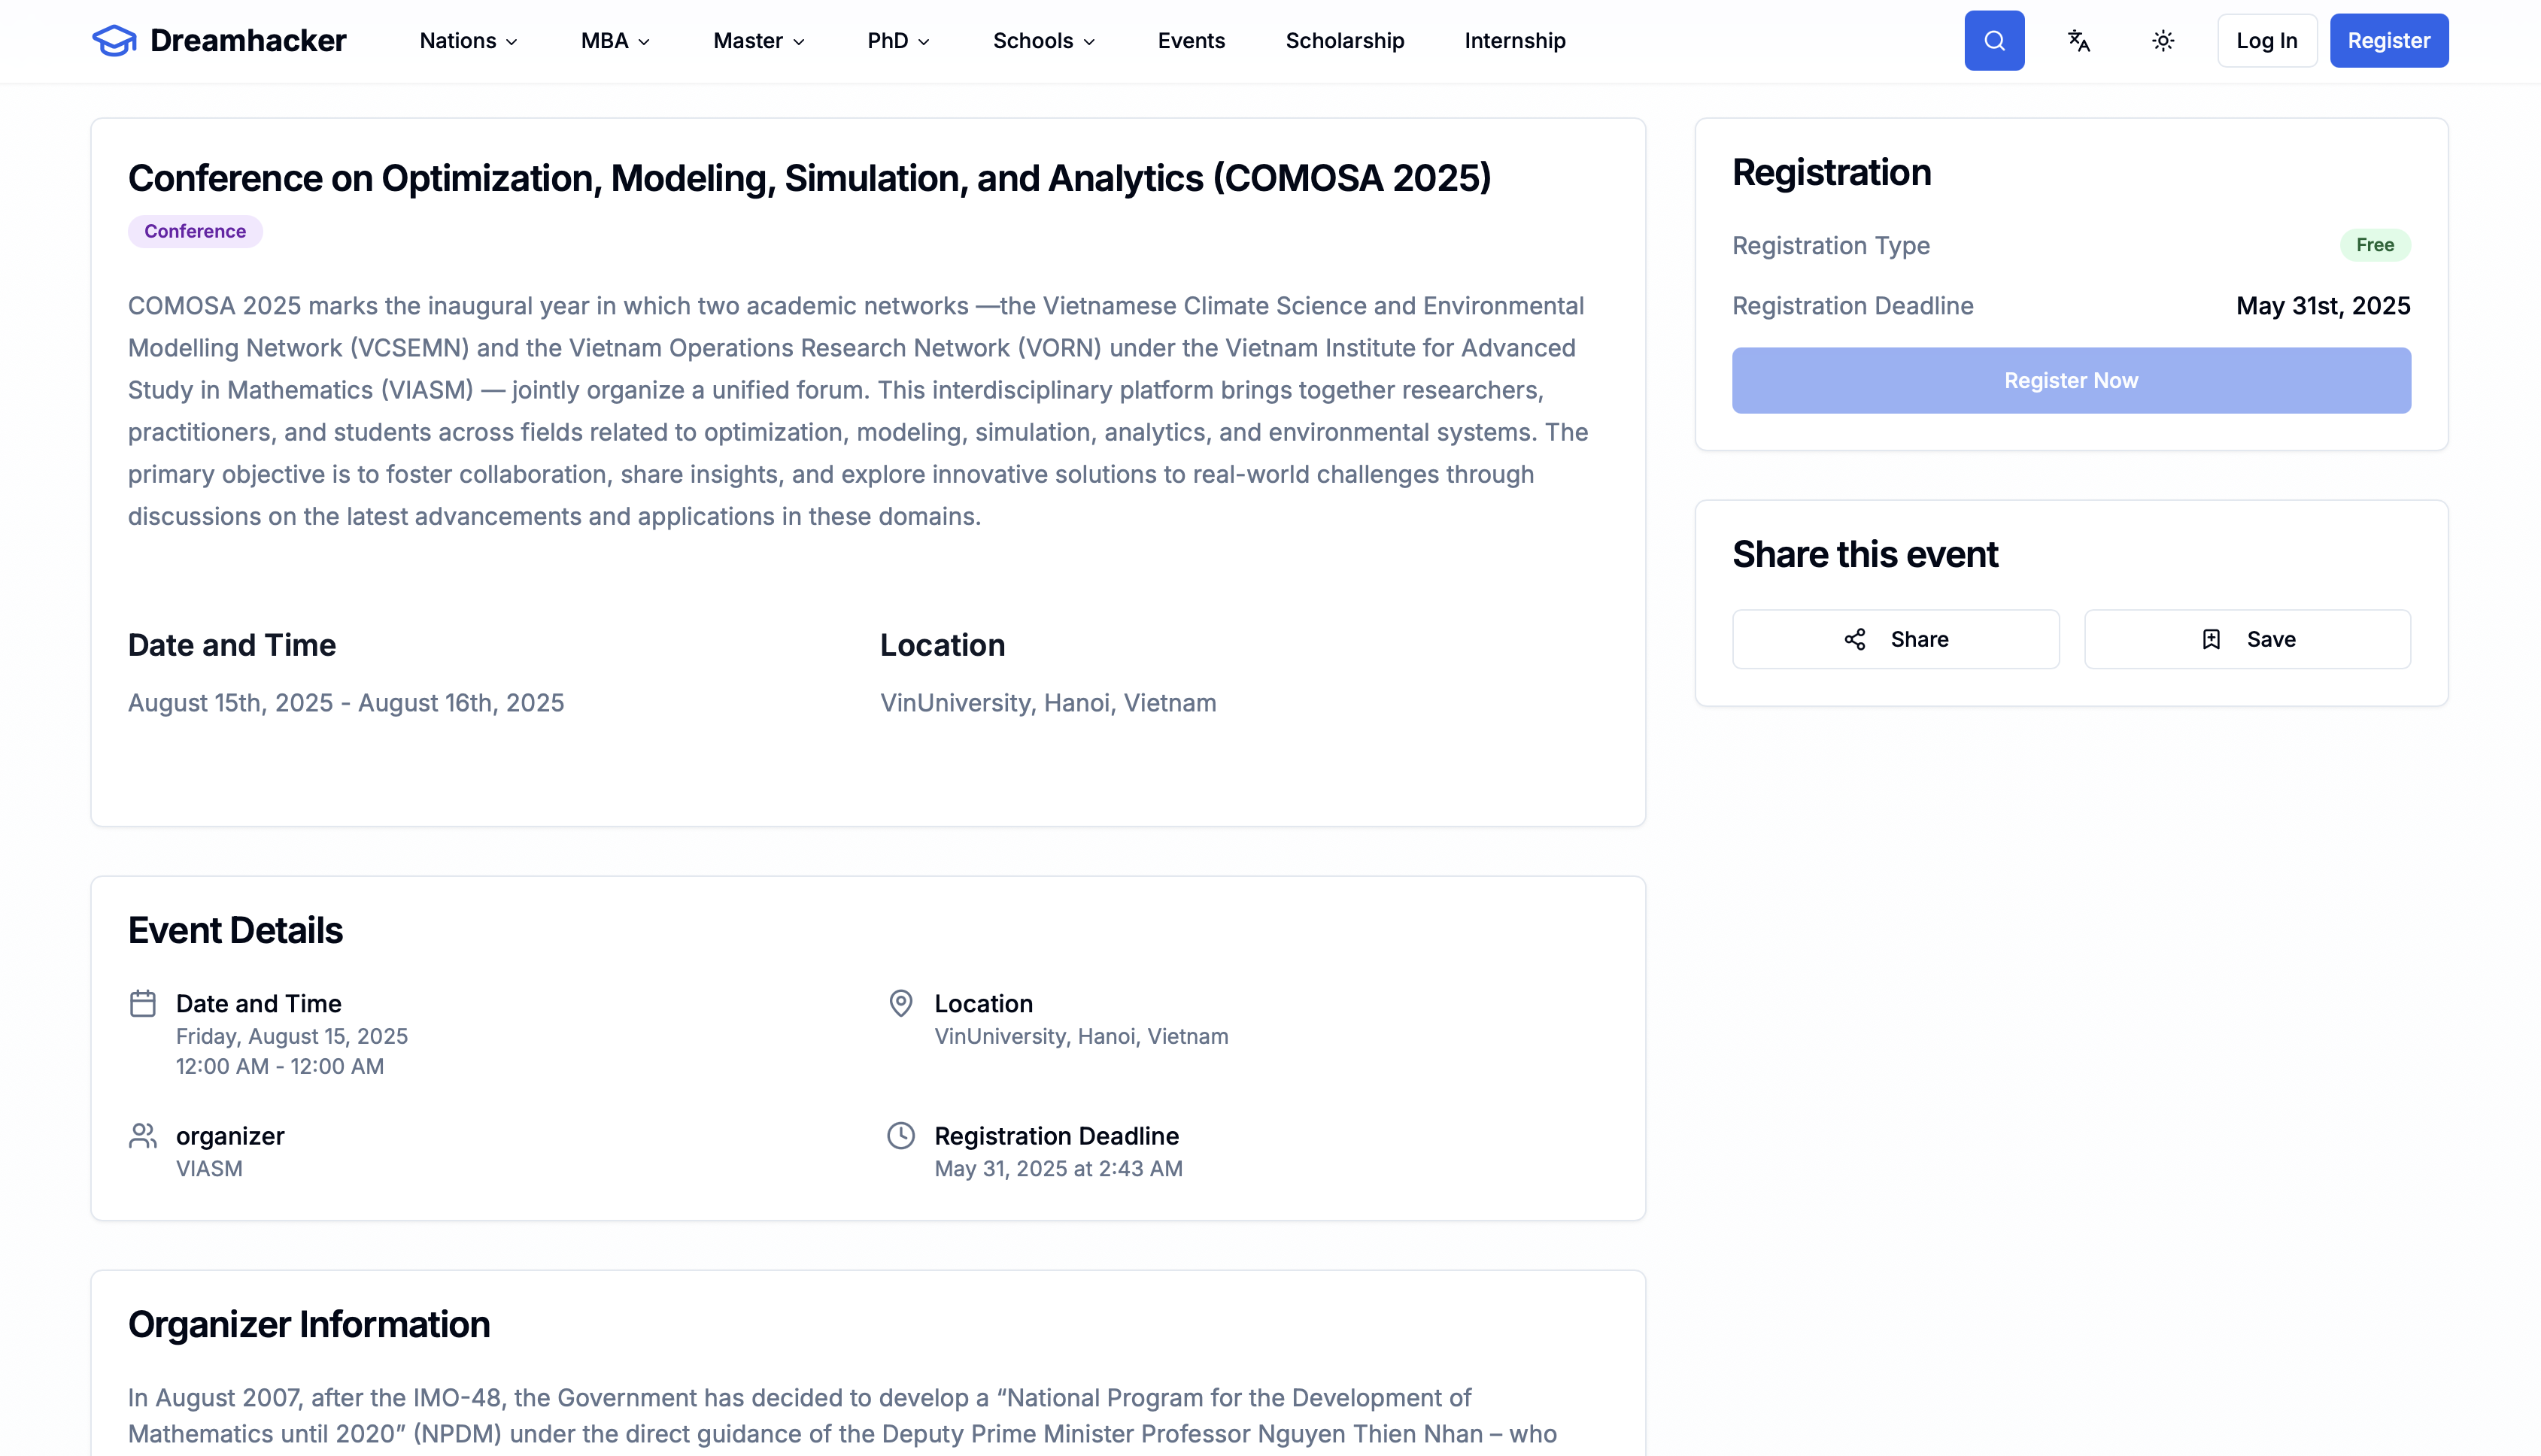 Dreamhacker
Nations
MBA
Master
PhD
Schools
Events
Scholarship
Internship
Log In
Register
Conference on Optimization, Modeling, Simulation, and Analytics (COMOSA 2025)
Conference
COMOSA 2025 marks the inaugural year in which two academic networks —the Vietnamese Climate Science and Environmental
Modelling Network (VCSEMN) and the Vietnam Operations Research Network (VORN) under the Vietnam Institute for Advanced
Study in Mathematics (VIASM) — jointly organize a unified forum. This interdisciplinary platform brings together researchers,
practitioners, and students across fields related to optimization, modeling, simulation, analytics, and environmental systems. The
primary objective is to foster collaboration, share insights, and explore innovative solutions to real-world challenges through
discussions on the latest advancements and applications in these domains.
Date and Time
August 15th, 2025 - August 16th, 2025
Location
VinUniversity, Hanoi, Vietnam
Event Details
Date and Time
Friday, August 15, 2025
12:00 AM - 12:00 AM
Location
VinUniversity, Hanoi, Vietnam
organizer
VIASM
Registration Deadline
May 31, 2025 at 2:43 AM
Organizer Information
In August 2007, after the IMO-48, the Government has decided to develop a “National Program for the Development of
Mathematics until 2020” (NPDM) under the direct guidance of the Deputy Prime Minister Professor Nguyen Thien Nhan – who
Registration
Registration Type
Free
Registration Deadline
May 31st, 2025
Register Now
Share this event
Share
Save